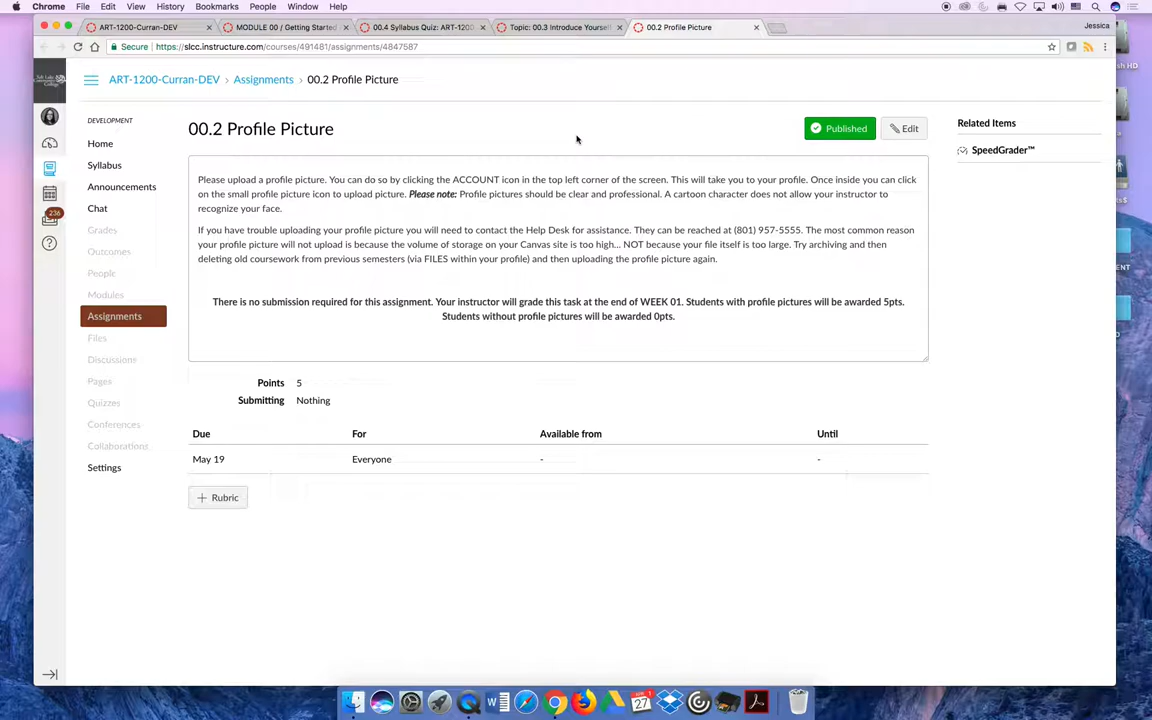 Chrome File Edit View History Bookmarks People Window Help
ART-1200-Curran-DEV
MODULE 00 / Getting Started
00.4 Syllabus Quiz: ART-120
Topic: 00.3 Introduce Yourself
00.2 Profile Picture
Jessica
Secure https://slcc.instructure.com/courses/491481/assignments/4847587
ART-1200-Curran-DEV > Assignments > 00.2 Profile Picture
DEVELOPMENT
Home
Syllabus
Announcements
Chat
Grades
Outcomes
People
Modules
Assignments
Files
Discussions
Pages
Quizzes
Conferences
Collaborations
Settings
236
00.2 Profile Picture
Published
Edit
Please upload a profile picture. You can do so by clicking the ACCOUNT icon in the top left corner of the screen. This will take you to your profile. Once inside you can click
on the small profile picture icon to upload picture. Please note: Profile pictures should be clear and professional. A cartoon character does not allow your instructor to
recognize your face.
If you have trouble uploading your profile picture you will need to contact the Help Desk for assistance. They can be reached at (801) 957-5555. The most common reason
your profile picture will not upload is because the volume of storage on your Canvas site is too high... NOT because your file itself is too large. Try archiving and then
deleting old coursework from previous semesters (via FILES within your profile) and then uploading the profile picture again.
There is no submission required for this assignment. Your instructor will grade this task at the end of WEEK 01. Students with profile pictures will be awarded 5pts.
Students without profile pictures will be awarded 0pts.
Points 5
Submitting Nothing
Due For Available from Until
May 19 Everyone - -
+ Rubric
Related Items
SpeedGrader™
27
1